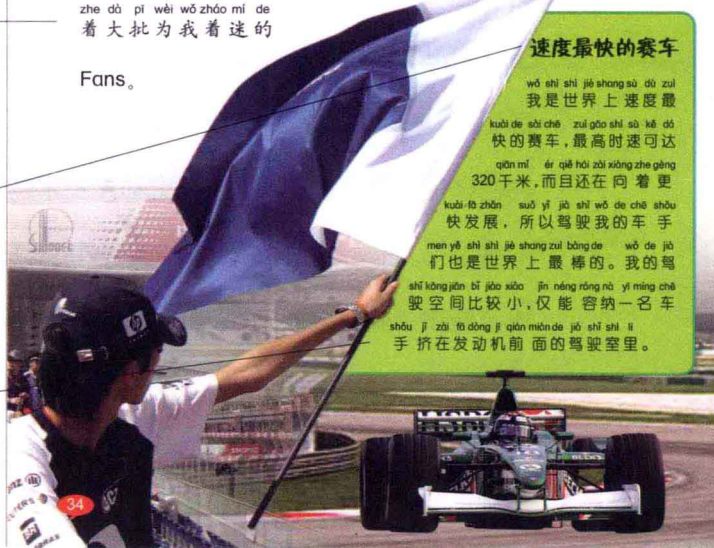 zhe dà pī wèi wǒ zháo mí de
着大批为我着迷的
Fans。
速度最快的赛车
wǒ shì shì jiè shang sù dù zuì
我是世界上速度最
kuài de sài chē zuì gāo shí sù kě dá
快的赛车，最高时速可达
qiān mǐ ér qiě hái zài xiàng zhe gèng
320千米，而且还在向着更
kuài fā zhǎn suǒ yǐ jià shǐ wǒ de chē shǒu
快发展，所以驾驶我的车手
men yě shì shì jiè shang zuì bàng de wǒ de jià
们也是世界上最棒的。我的驾
shǐ kōng jiān bǐ jiào xiǎo jǐn néng róng nà yī míng chē
驶空间比较小，仅能容纳一名车
shǒu jǐ zài fā dòng jī qián miàn de jià shǐ shì li
手挤在发动机前面的驾驶室里。
hp
34